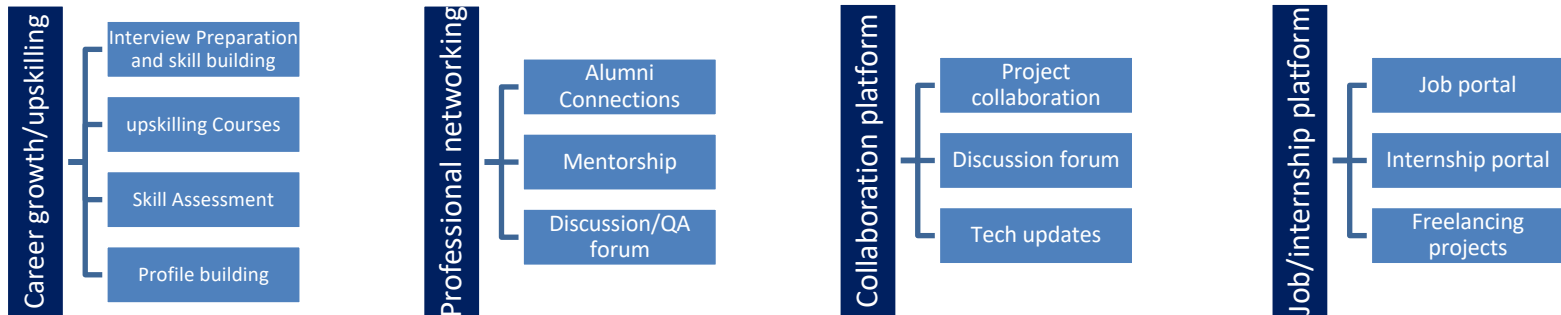 Career growth/upskilling
Interview Preparation
and skill building
upskilling Courses
Skill Assessment
Profile building
Professional networking
Alumni
Connections
Mentorship
Discussion/QA
forum
Collaboration platform
Project
collaboration
Discussion forum
Tech updates
Job/internship platform
Job portal
Internship portal
Freelancing
projects